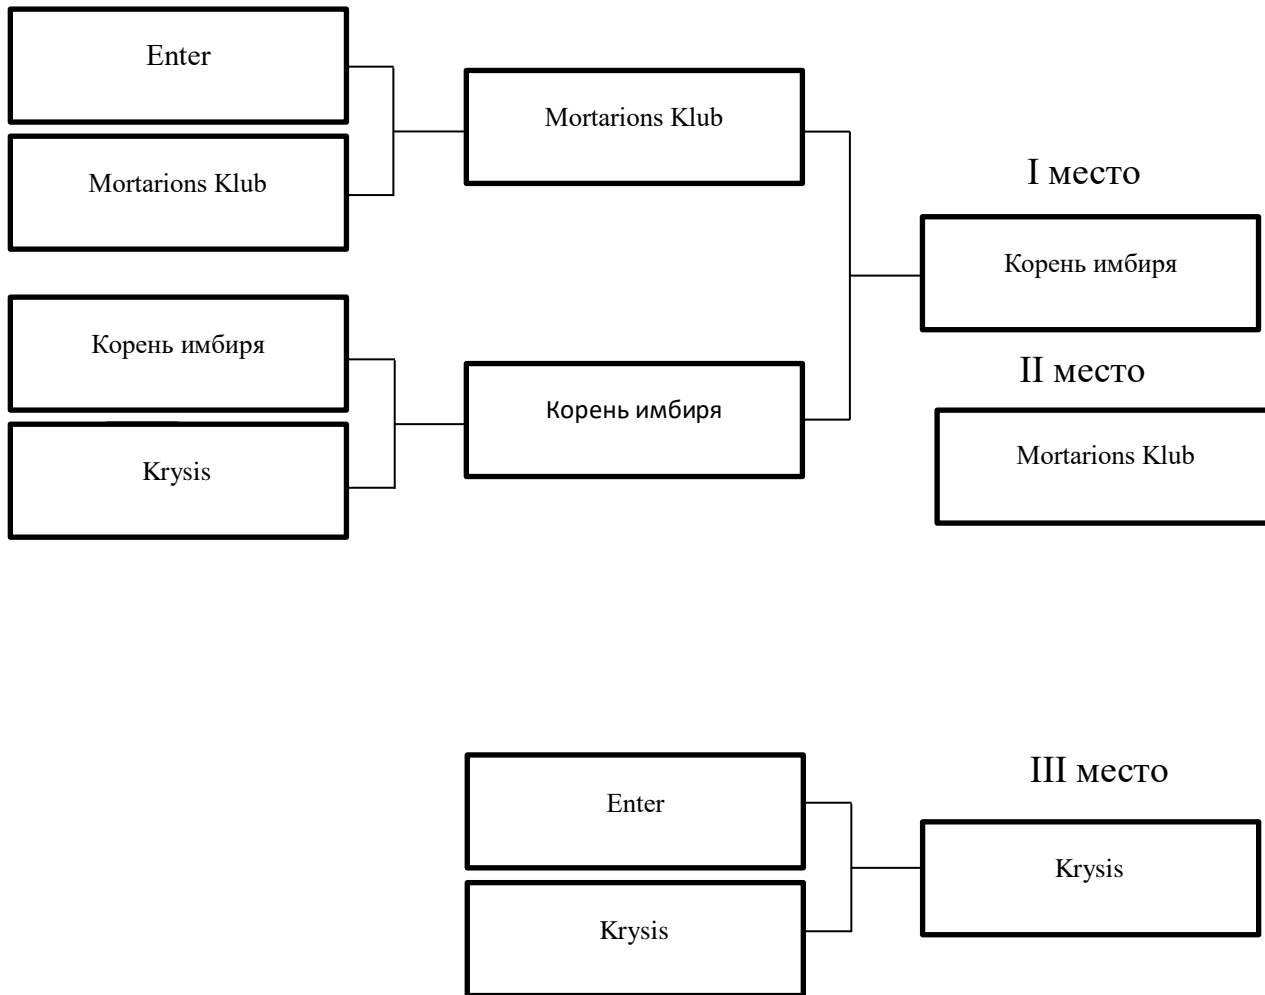 Enter
Mortarions Klub
Корень имбиря
Krysis
Mortarions Klub
Корень имбиря
I место
Корень имбиря
II место
Mortarions Klub
Enter
Krysis
III место
Krysis